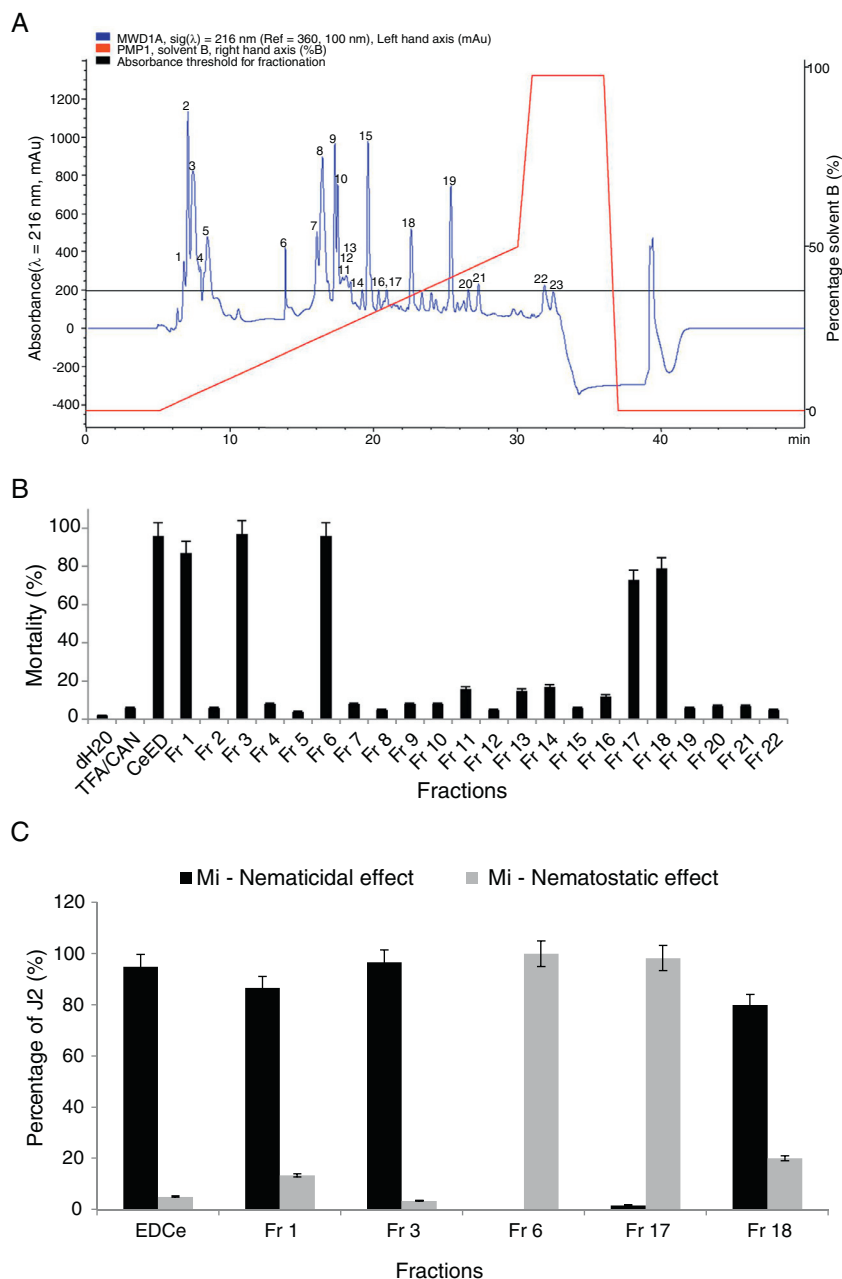 A
MWD1A, sig(λ) = 216 nm (Ref = 360, 100 nm), Left hand axis (mAu)
PMP1, solvent B, right hand axis (%B)
Absorbance threshold for fractionation
Absorbance(λ = 216 nm, mAu)
1200
1000
800
600
400
200
0
-200
-400
1
2
3
4
5
6
7
8
9
10
11
12
13
14
15
16,17
18
19
20
21
22
23
100
50
0
Percentage solvent B (%)
0
10
20
30
40
min
B
Mortality (%)
100
80
60
40
20
0
dH20
TFA/CAN
CeED
Fr 1
Fr 2
Fr 3
Fr 4
Fr 5
Fr 6
Fr 7
Fr 8
Fr 9
Fr 10
Fr 11
Fr 12
Fr 13
Fr 14
Fr 15
Fr 16
Fr 17
Fr 18
Fr 19
Fr 20
Fr 21
Fr 22
Fractions
C
Mi - Nematicidal effect
Mi - Nematostatic effect
Percentage of J2 (%)
120
100
80
60
40
20
0
EDCe
Fr 1
Fr 3
Fr 6
Fr 17
Fr 18
Fractions